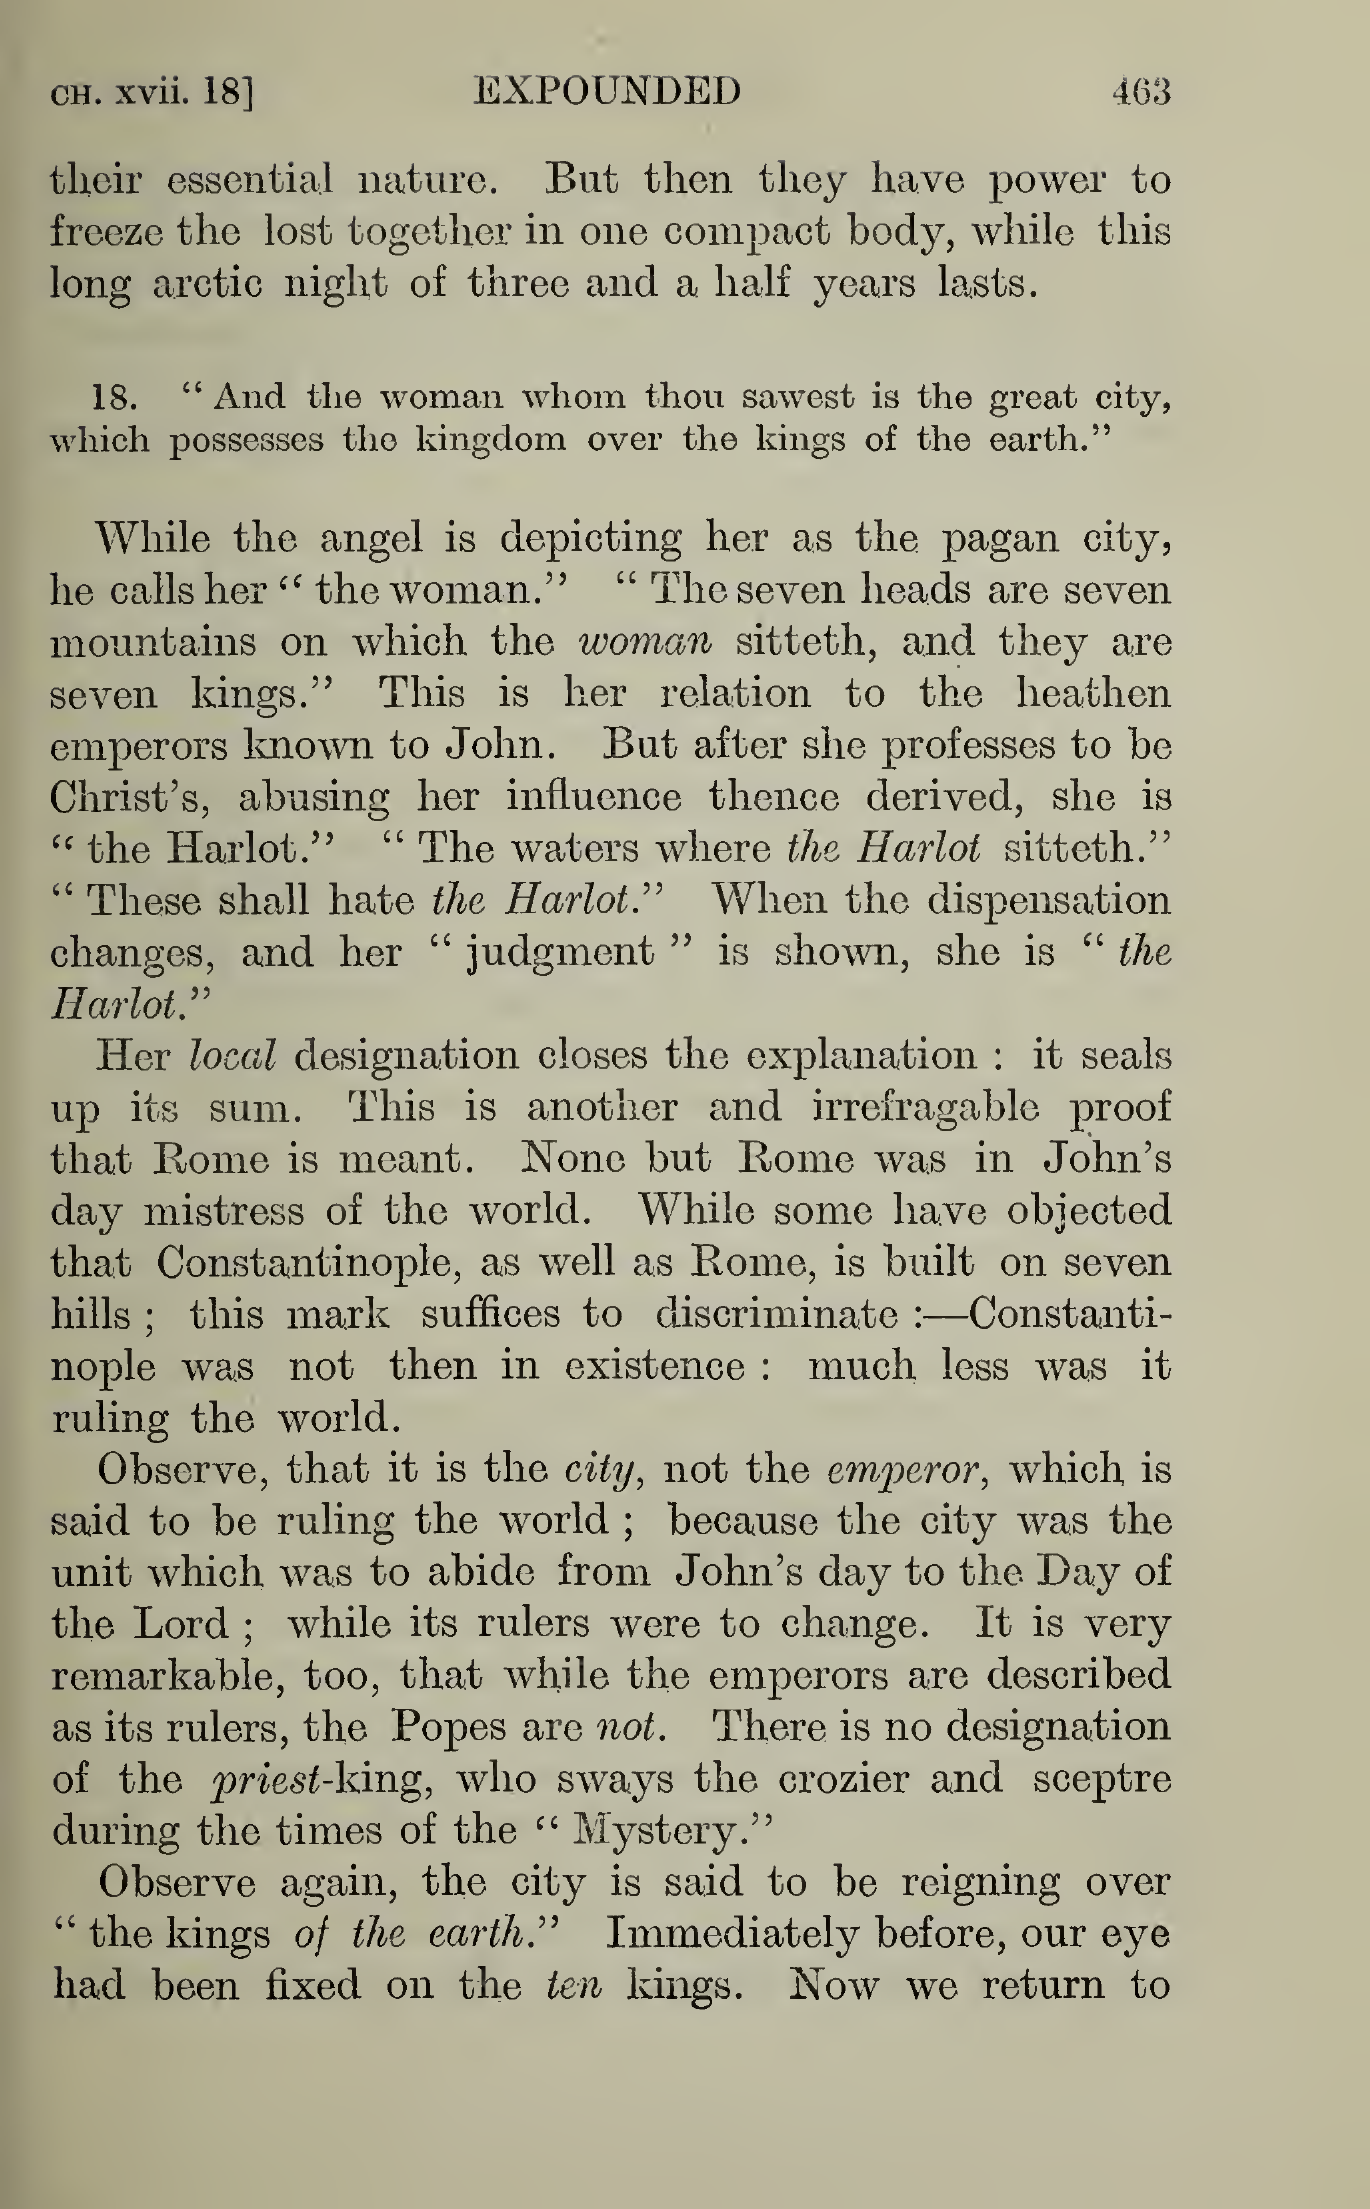 CH. xvii. 18] EXPOUNDED 463
their essential nature. But then they have power to
freeze the lost together in one compact body, while this
long arctic night of three and a half years lasts.
18. “ And the woman whom thou sawest is the great city,
which possesses the kingdom over the kings of the earth.”
While the angel is depicting her as the pagan city,
he calls her “ the woman.” “ The seven heads are seven
mountains on which the woman sitteth, and they are
seven kings.” This is her relation to the heathen
emperors known to John. But after she professes to be
Christ’s, abusing her influence thence derived, she is
“ the Harlot.” “ The waters where the Harlot sitteth.”
“ These shall hate the Harlot.” When the dispensation
changes, and her “ judgment ” is shown, she is “ the
Harlot.”
Her local designation closes the explanation : it seals
up its sum. This is another and irrefragable proof
that Rome is meant. None but Rome was in John’s
day mistress of the world. While some have objected
that Constantinople, as well as Rome, is built on seven
hills ; this mark suffices to discriminate :—Constanti-
nople was not then in existence : much less was it
ruling the world.
Observe, that it is the city, not the emperor, which is
said to be ruling the world ; because the city was the
unit which was to abide from John’s day to the Day of
the Lord ; while its rulers were to change. It is very
remarkable, too, that while the emperors are described
as its rulers, the Popes are not. There is no designation
of the priest-king, who sways the crozier and sceptre
during the times of the “ Mystery.”
Observe again, the city is said to be reigning over
“ the kings of the earth.” Immediately before, our eye
had been fixed on the ten kings. Now we return to